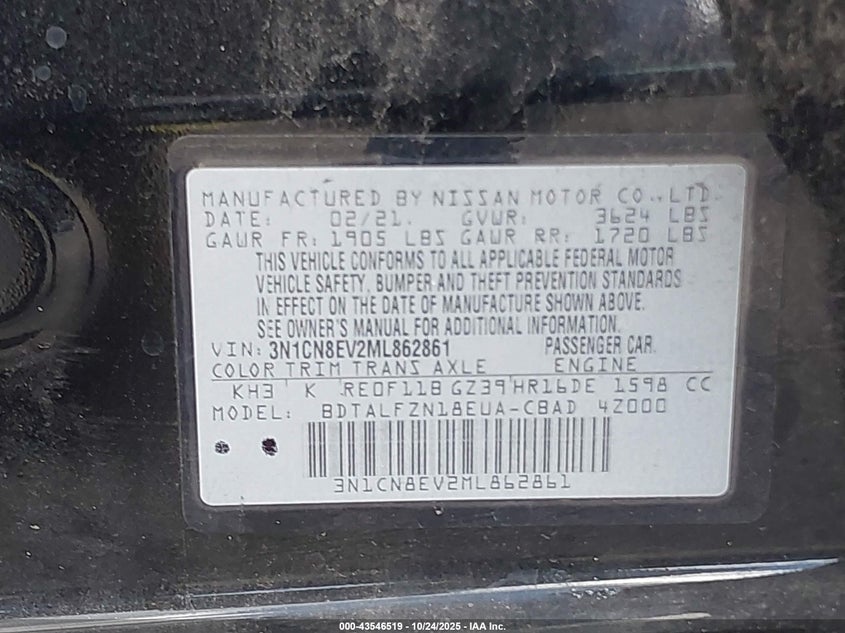 MANUFACTURED BY NISSAN MOTOR CO., LTD.
DATE: 02/21. GVWR: 3624 LBS
GAWR FR: 1905 LBS GAWR RR: 1720 LBS
THIS VEHICLE CONFORMS TO ALL APPLICABLE FEDERAL MOTOR
VEHICLE SAFETY, BUMPER AND THEFT PREVENTION STANDARDS
IN EFFECT ON THE DATE OF MANUFACTURE SHOWN ABOVE.
SEE OWNER'S MANUAL FOR ADDITIONAL INFORMATION.
VIN: 3N1CN8EV2ML862861 PASSENGER CAR.
COLOR TRIM TRANS AXLE ENGINE
KH3 K RE0F11B GZ39 HR16DE 1598 CC
MODEL: BDTALFZN18EUA-CBAD 4Z000
3N1CN8EV2ML862861
000-43546519 - 10/24/2025 - IAA Inc.